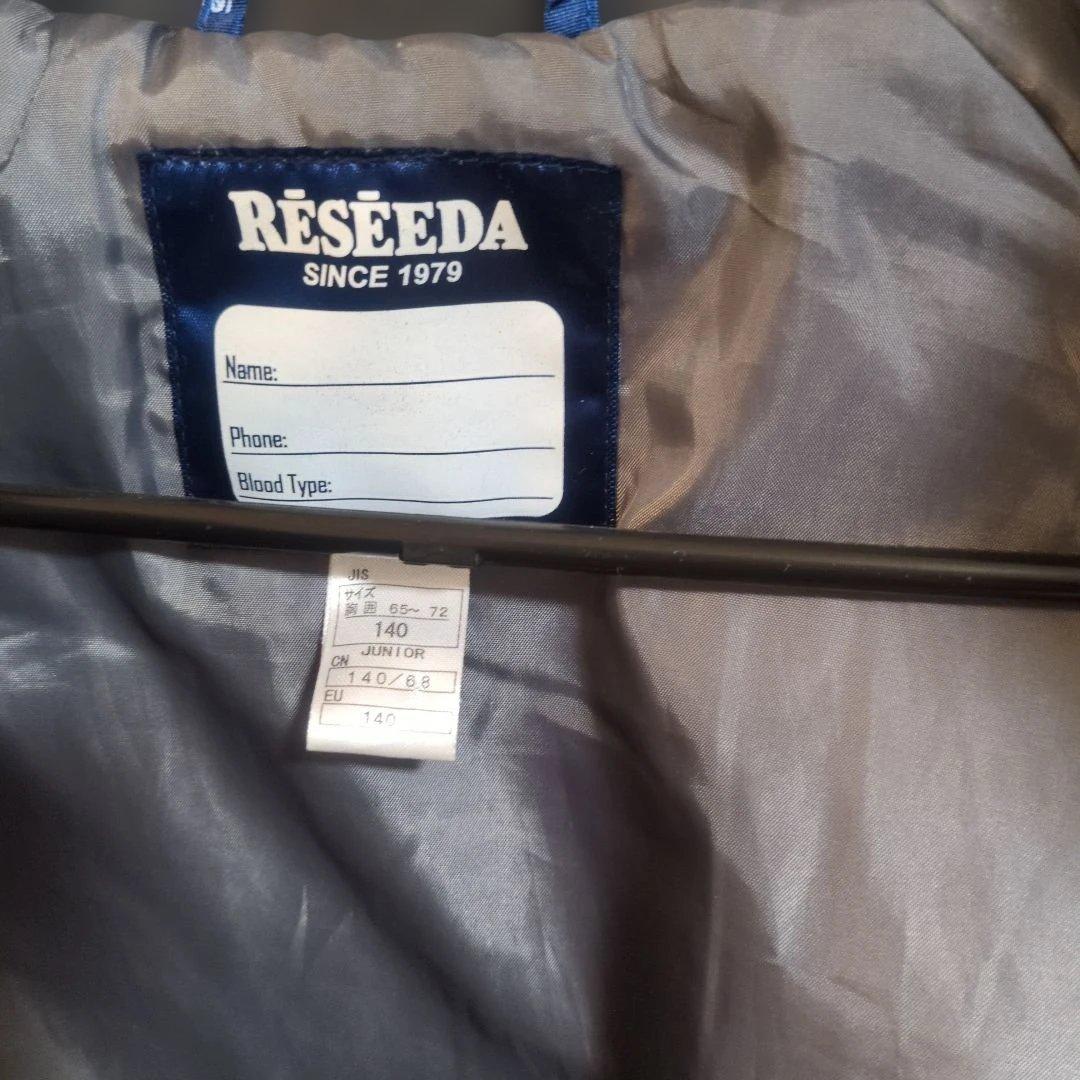 RĒSĒEDA
SINCE 1979
Name:
Phone:
Blood Type:
JIS
サイズ
胸囲 65~72
140
JUNIOR
CN
140/68
EU
140